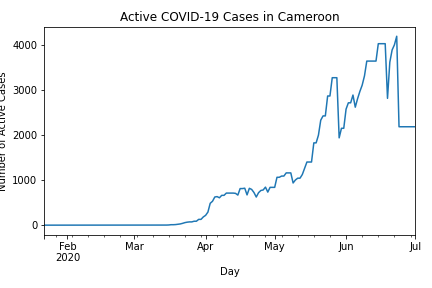 Active COVID-19 Cases in Cameroon
Number of Active Cases
4000
3000
2000
1000
0
Feb Mar Apr May Jun Jul
2020
Day